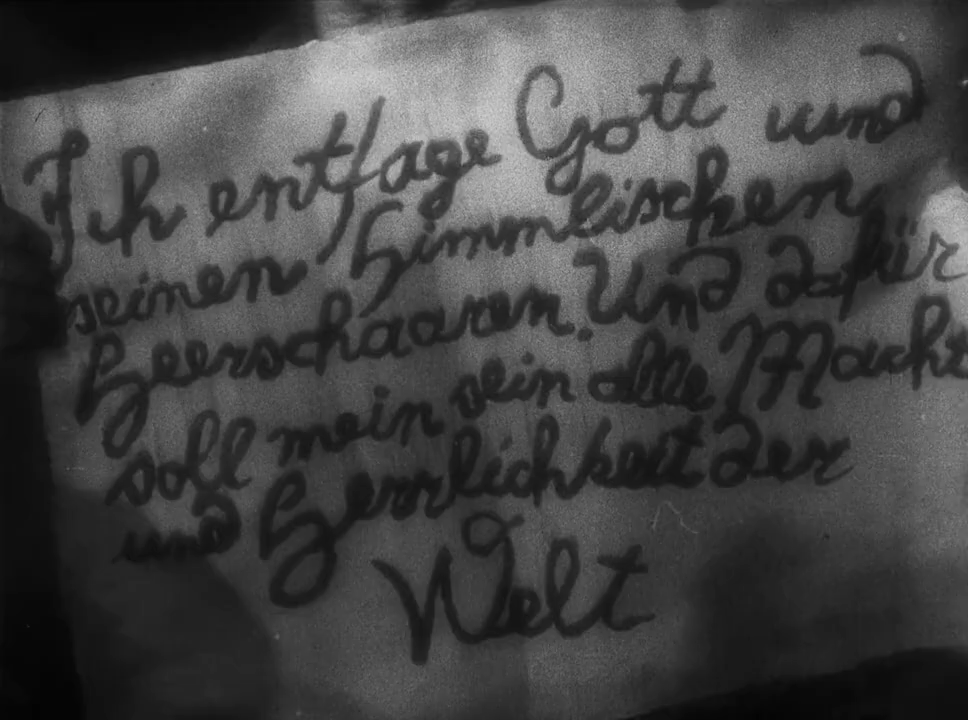 Ich entſage Gott und
seinen himmlischen
Heerschaaren. Und dafür
soll mein sein alle Macht
und Herrlichkeit der
Welt